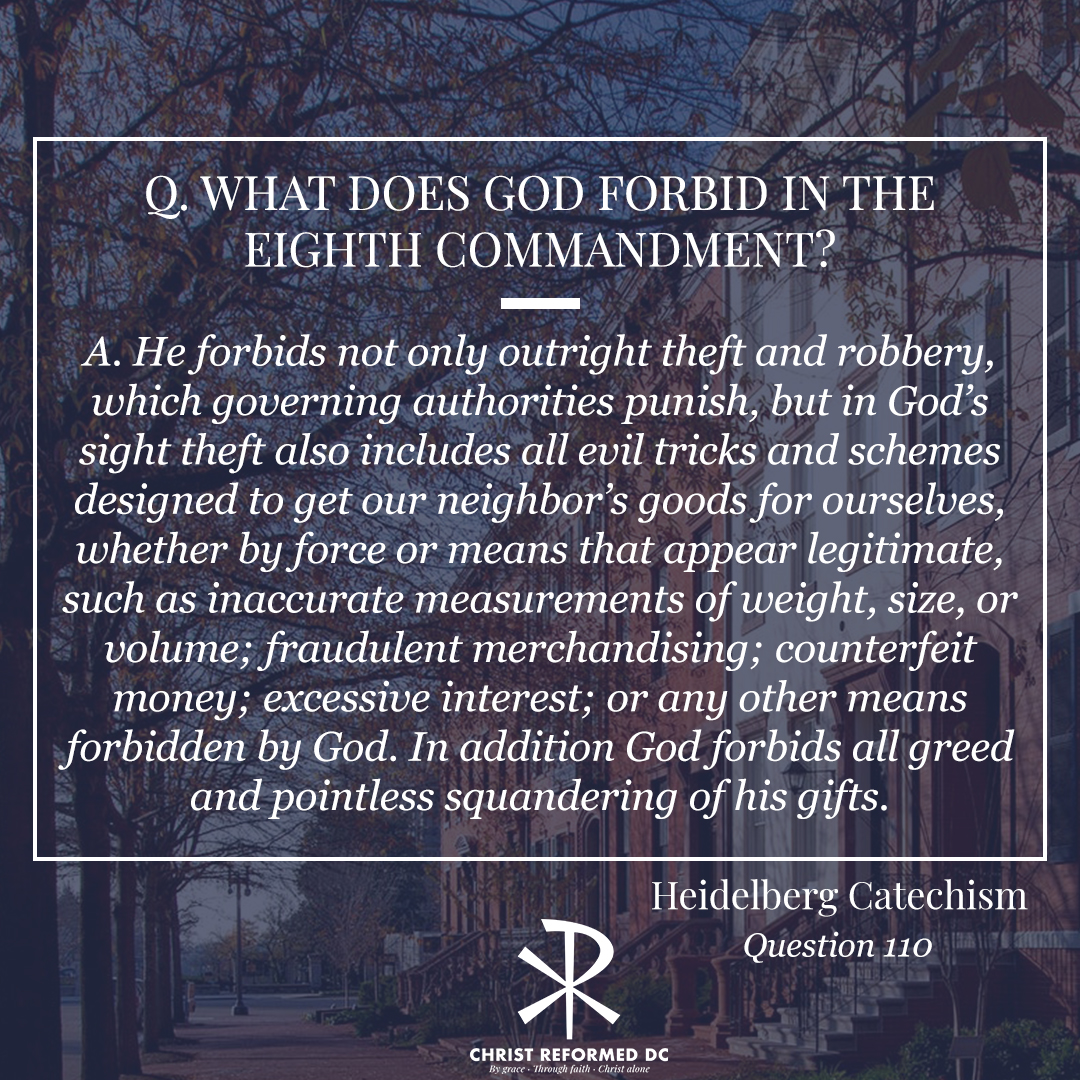 Q. WHAT DOES GOD FORBID IN THE
EIGHTH COMMANDMENT?
A. He forbids not only outright theft and robbery,
which governing authorities punish, but in God's
sight theft also includes all evil tricks and schemes
designed to get our neighbor's goods for ourselves,
whether by force or means that appear legitimate,
such as inaccurate measurements of weight, size, or
volume; fraudulent merchandising; counterfeit
money; excessive interest; or any other means
forbidden by God. In addition God forbids all greed
and pointless squandering of his gifts.
Heidelberg Catechism
Question 110
CHRIST REFORMED DC
By grace · Through faith · Christ alone